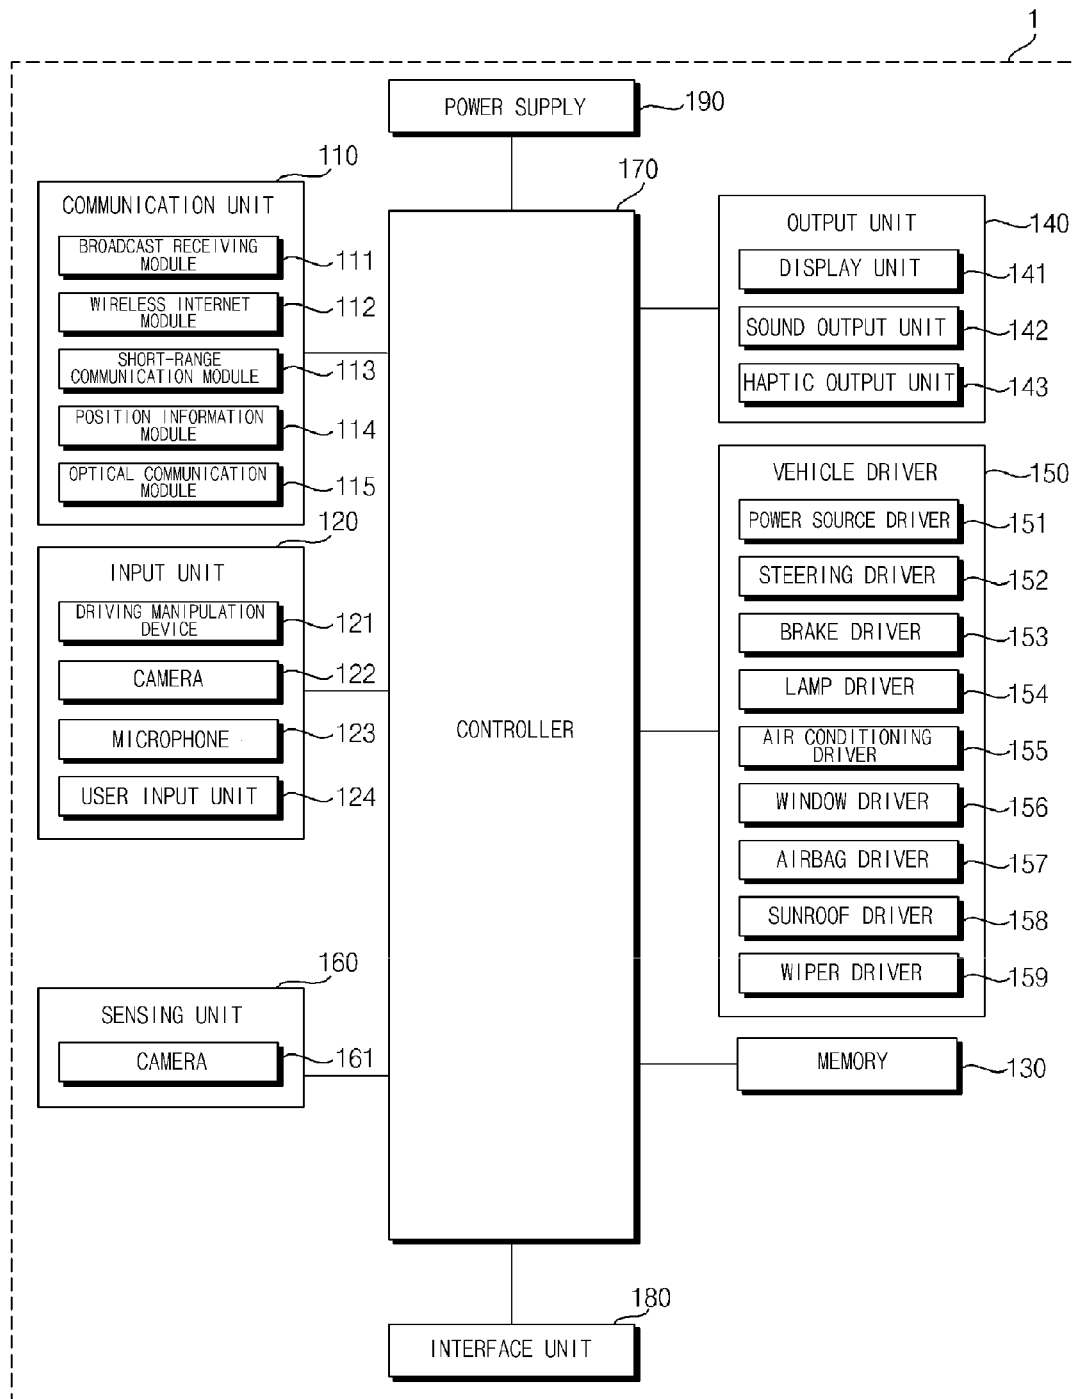 1
POWER SUPPLY
190
110
COMMUNICATION UNIT
BROADCAST RECEIVING
MODULE
111
WIRELESS INTERNET
MODULE
112
SHORT-RANGE
COMMUNICATION MODULE
113
POSITION INFORMATION
MODULE
114
OPTICAL COMMUNICATION
MODULE
115
120
INPUT UNIT
DRIVING MANIPULATION
DEVICE
121
CAMERA
122
MICROPHONE
123
USER INPUT UNIT
124
160
SENSING UNIT
CAMERA
161
170
CONTROLLER
OUTPUT UNIT
140
DISPLAY UNIT
141
SOUND OUTPUT UNIT
142
HAPTIC OUTPUT UNIT
143
VEHICLE DRIVER
150
POWER SOURCE DRIVER
151
STEERING DRIVER
152
BRAKE DRIVER
153
LAMP DRIVER
154
AIR CONDITIONING
DRIVER
155
WINDOW DRIVER
156
AIRBAG DRIVER
157
SUNROOF DRIVER
158
WIPER DRIVER
159
MEMORY
130
180
INTERFACE UNIT